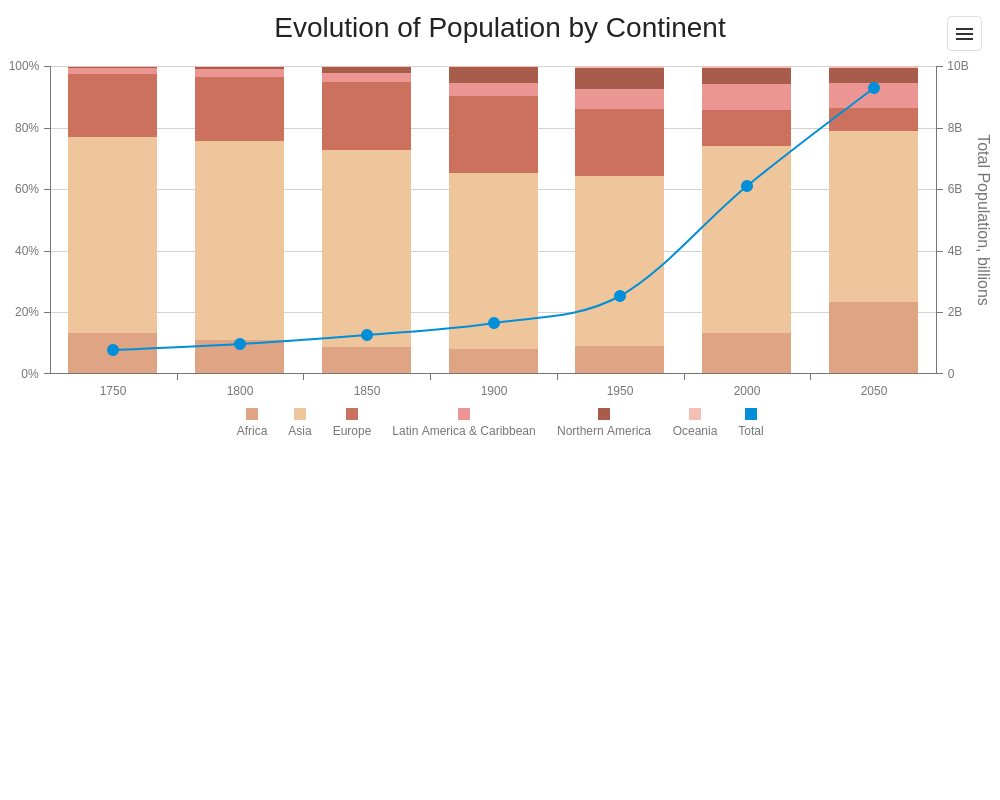 Evolution of Population by Continent
100%
80%
60%
40%
20%
0%
10B
8B
6B
4B
2B
0
Total Population, billions
1750
1800
1850
1900
1950
2000
2050
Africa
Asia
Europe
Latin America & Caribbean
Northern America
Oceania
Total